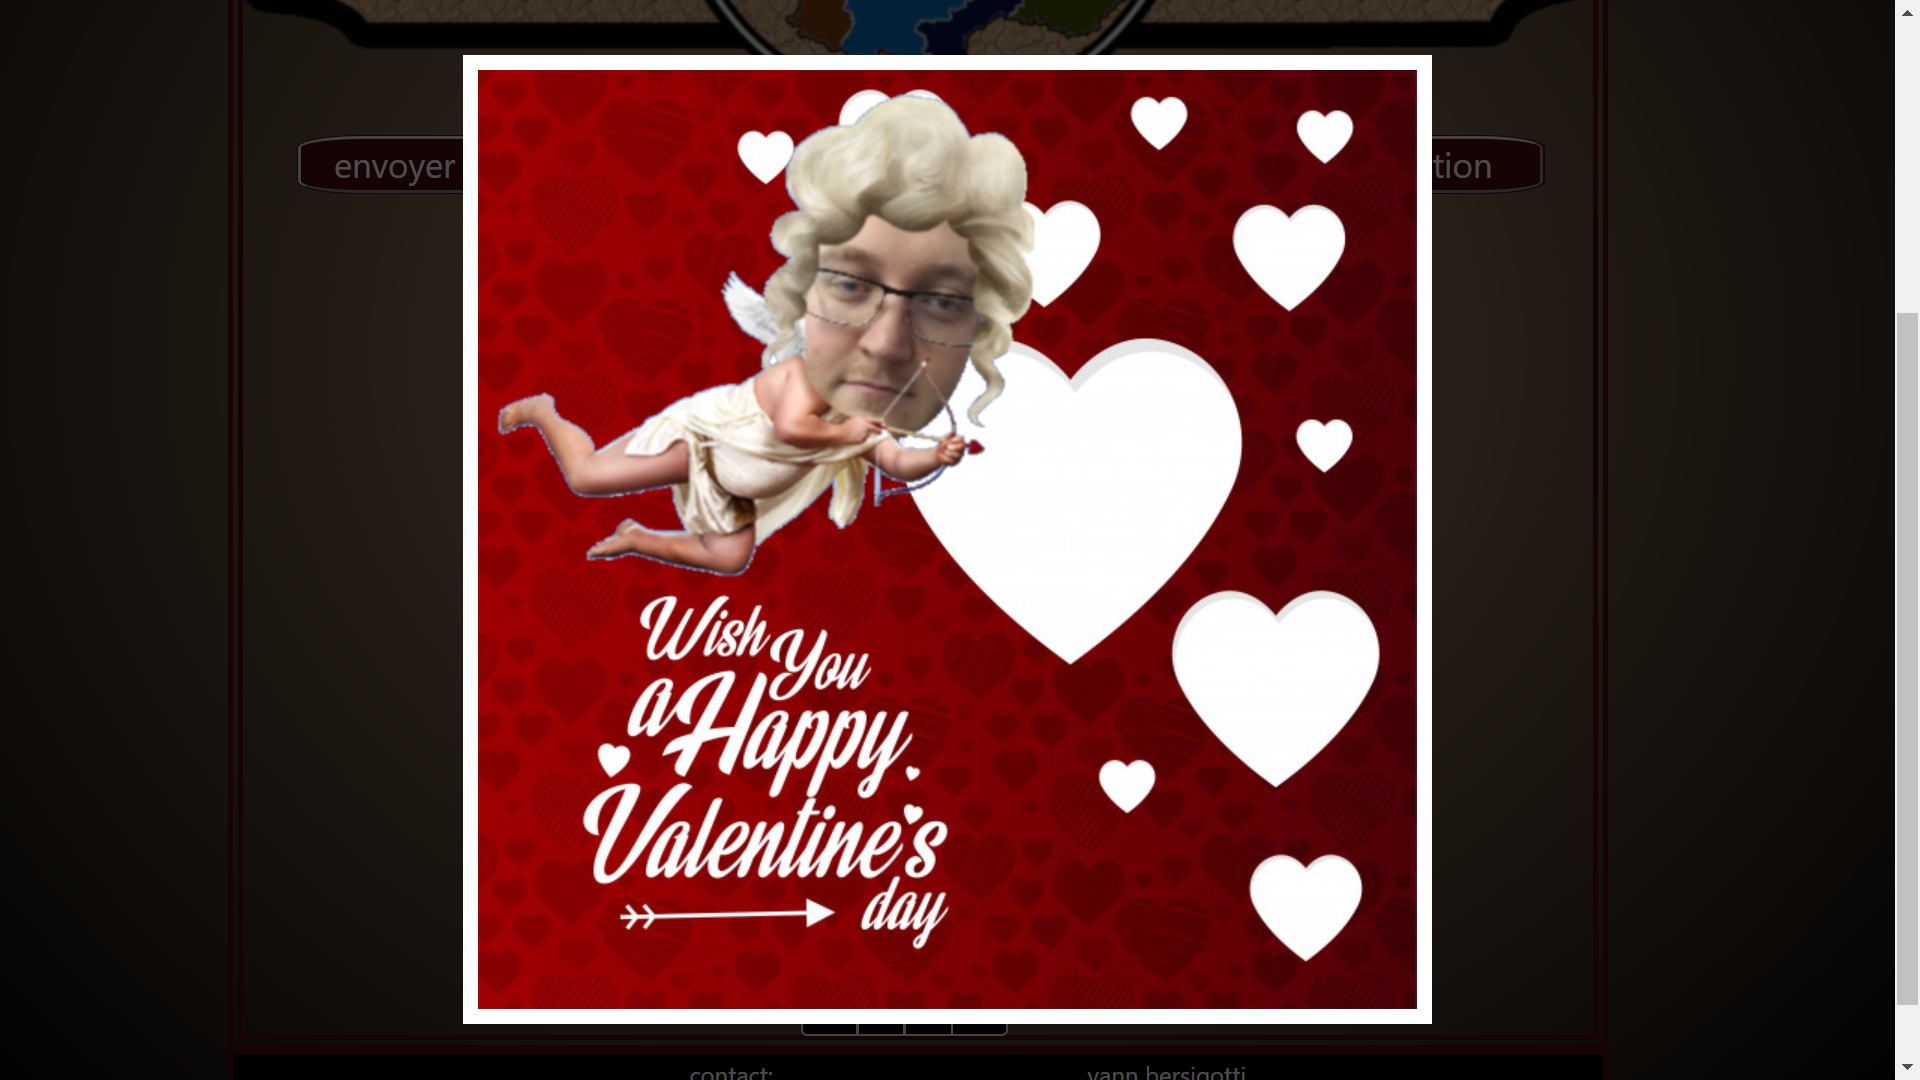 envoyer
tion
Wish You
a Happy
Valentine's
day
contact:
yann bersigotti